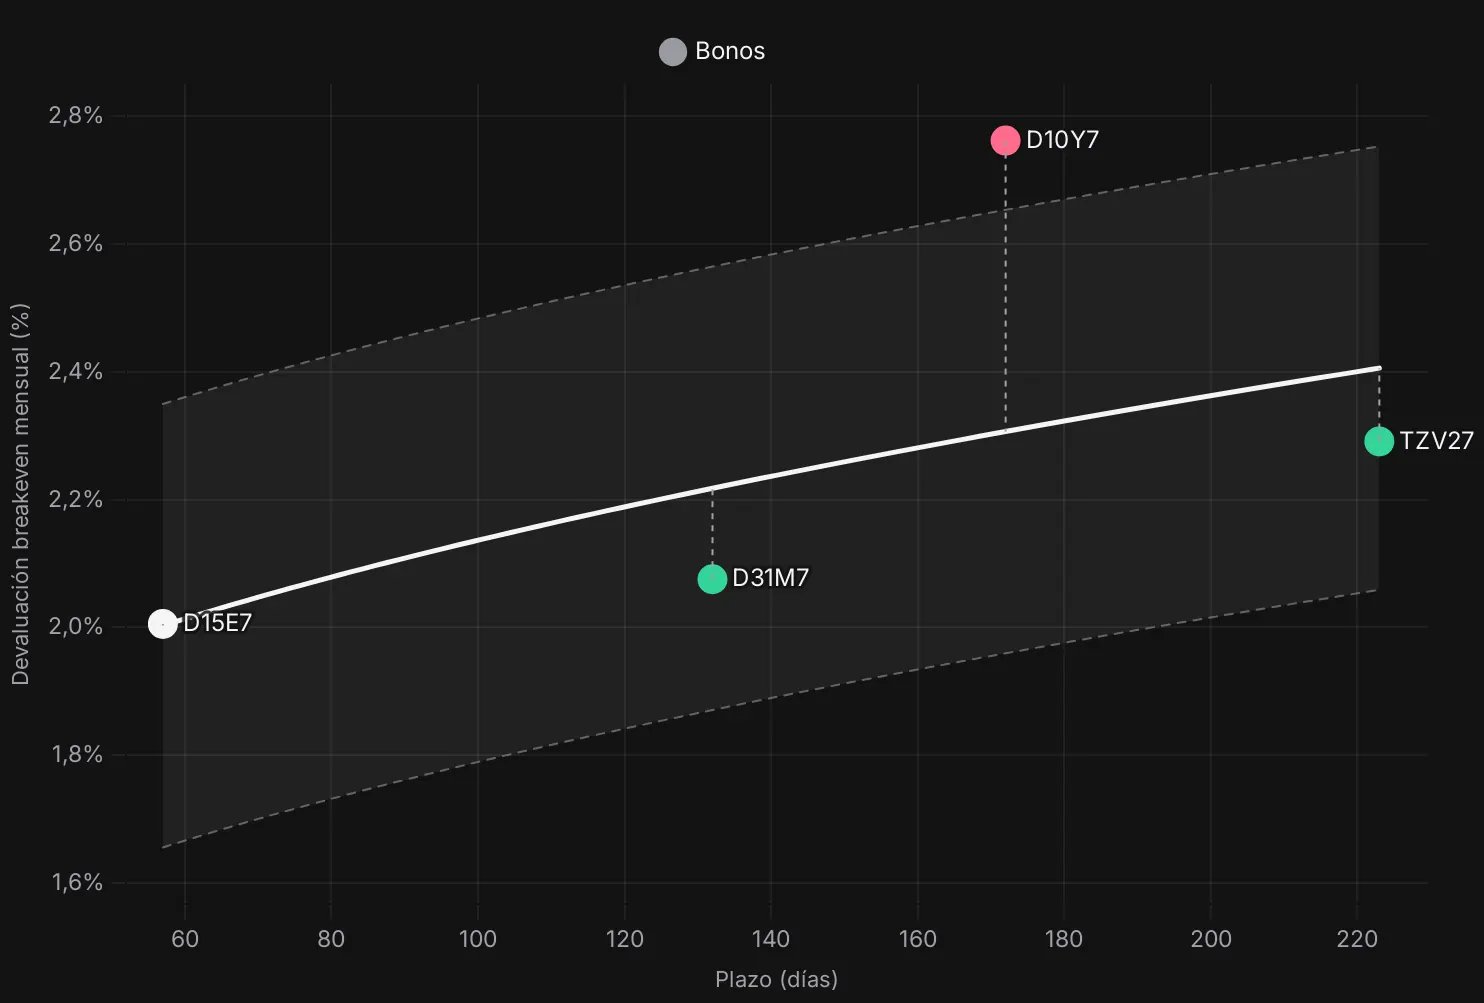 Bonos
2,8%
D10Y7
2,6%
2,4%
TZV27
2,2%
D31M7
2,0%
D15E7
1,8%
1,6%
Devaluación breakeven mensual (%)
60 80 100 120 140 160 180 200 220
Plazo (días)